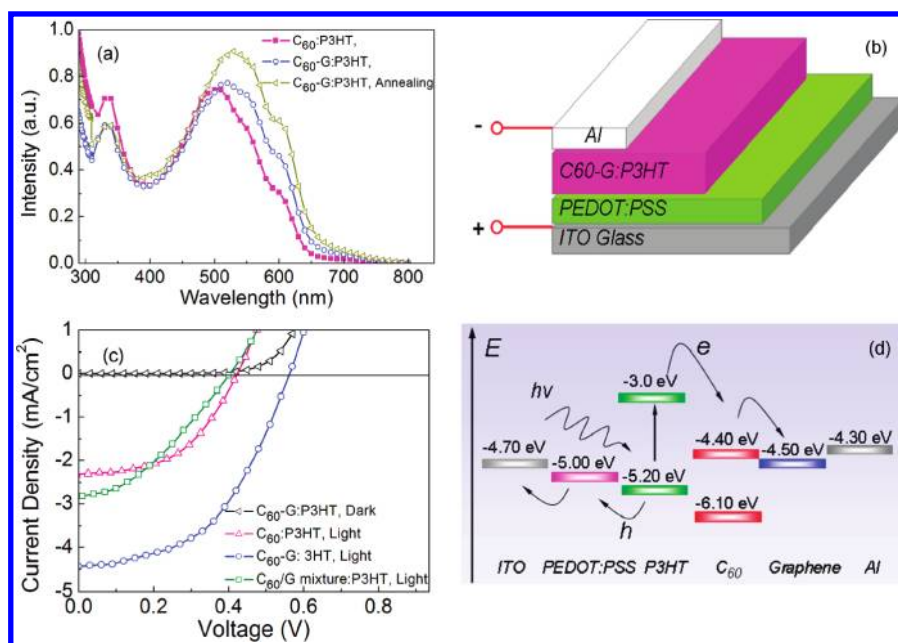 (a)
C60:P3HT,
C60-G:P3HT,
C60-G:P3HT, Annealing
Intensity (a.u.)
1.0
0.8
0.6
0.4
0.2
0.0
300 400 500 600 700 800
Wavelength (nm)
(b)
-
Al
C60-G:P3HT
PEDOT:PSS
+
ITO Glass
(c)
Current Density (mA/cm²)
1
0
-1
-2
-3
-4
-5
C60-G:P3HT, Dark
C60:P3HT, Light
C60-G: 3HT, Light
C60/G mixture:P3HT, Light
0.0 0.2 0.4 0.6 0.8
Voltage (V)
(d)
E
e
-3.0 eV
hv
-4.40 eV
-4.30 eV
-4.70 eV
-4.50 eV
-5.00 eV
-5.20 eV
-6.10 eV
h
ITO PEDOT:PSS P3HT C60 Graphene Al